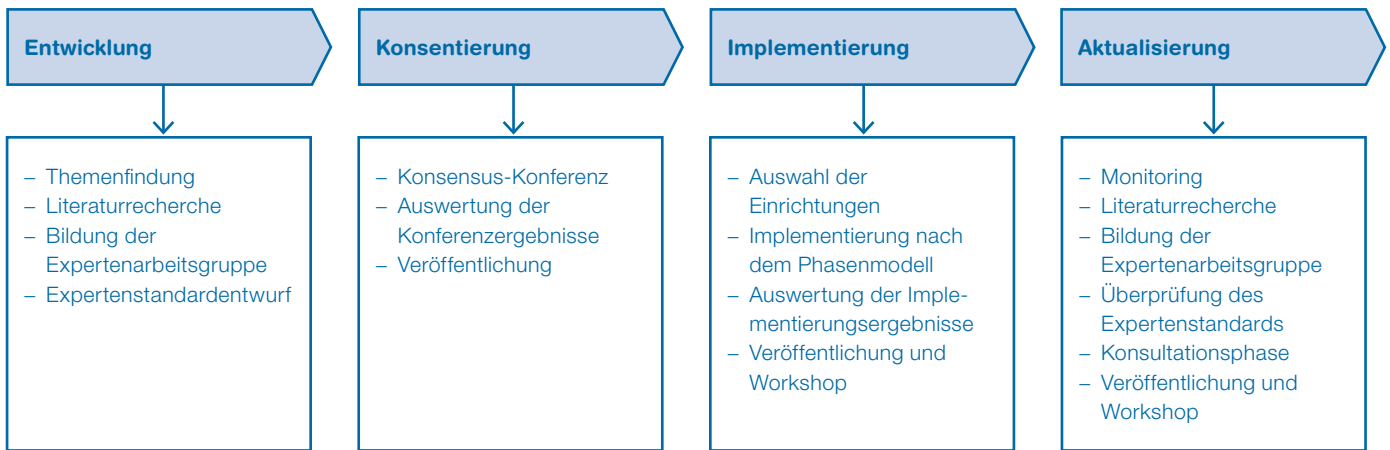 Entwicklung
– Themenfindung
– Literaturrecherche
– Bildung der
Expertenarbeitsgruppe
– Expertenstandardentwurf
Konsentierung
– Konsensus-Konferenz
– Auswertung der
Konferenzergebnisse
– Veröffentlichung
Implementierung
– Auswahl der
Einrichtungen
– Implementierung nach
dem Phasenmodell
– Auswertung der Imple-
mentierungsergebnisse
– Veröffentlichung und
Workshop
Aktualisierung
– Monitoring
– Literaturrecherche
– Bildung der
Expertenarbeitsgruppe
– Überprüfung des
Expertenstandards
– Konsultationsphase
– Veröffentlichung und
Workshop